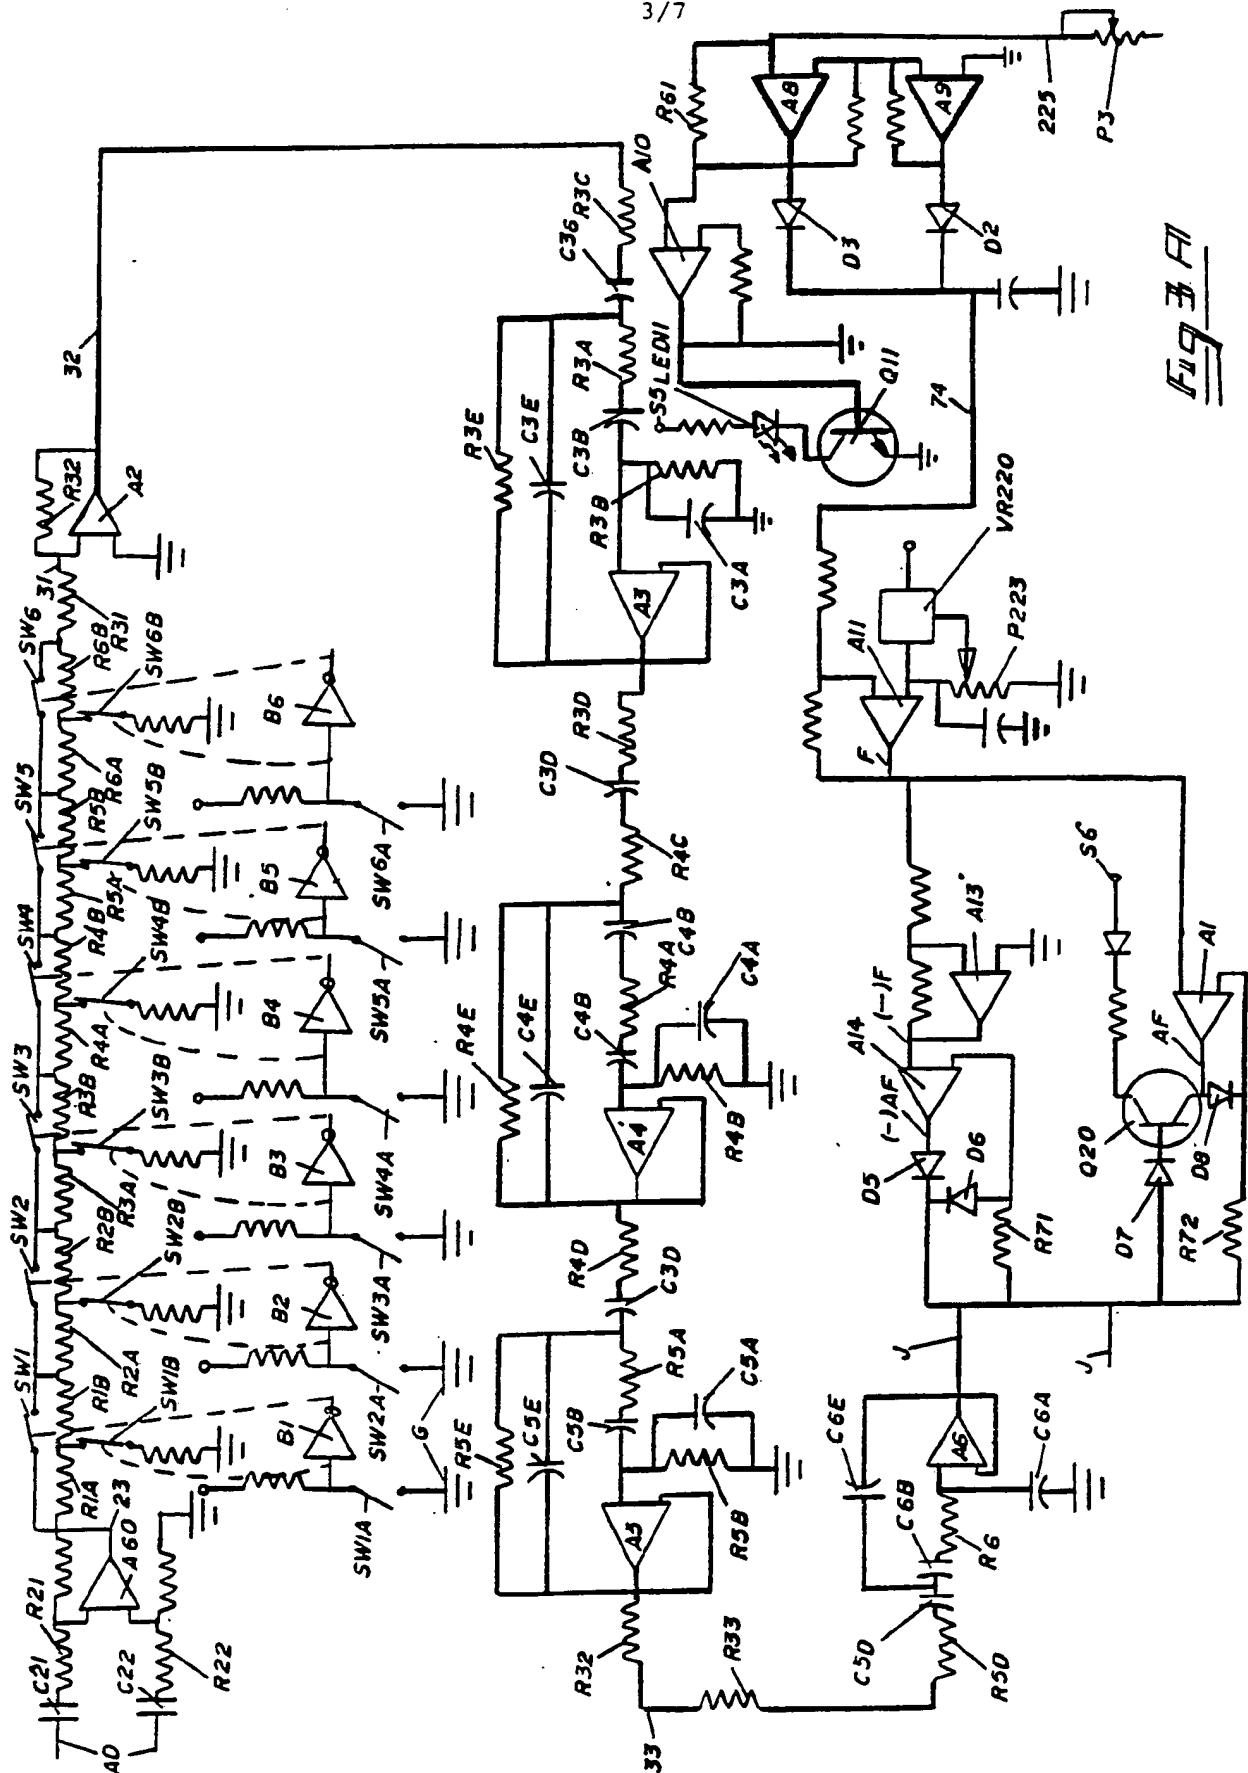 3/7
32
SW1
SW2
SW3
SW4
SW5
SW6
31
R32
A2
C21
R21
A60
23
R1A
R1B
SW1B
R2A
R2B
SW2B
R3A1
R3B
SW3B
R4A
R4B
SW4B
R5A
R5B
SW5B
R6A
R6B
SW6B
R31
AD
C22
R22
B1
B2
B3
B4
B5
B6
SW1A
SW2A
SW3A
SW4A
SW5A
SW6A
G
R5E
C5E
C5B
R5A
C5A
R5B
A5
R32
R33
33
C3D
R4D
R4E
C4E
C4B
R4A
C4B
C4A
R4B
A4
R4C
C3D
R3D
R3E
C3E
C3B
R3A
C36
R3C
R3B
C3A
A3
S5
LED11
Q11
A10
R61
A8
A9
D3
D2
225
P3
74
VR220
P223
A11
F
A13
(-)F
A14
(-)AF
D5
D6
R71
S6
Q20
AF
A1
D7
D8
R72
J
J
C6E
C6B
A6
C6A
R6
C5D
R5D
Fig 3 A1